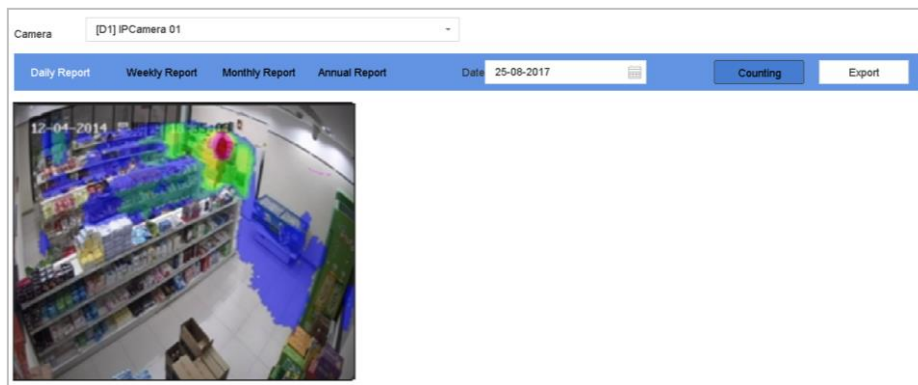 Camera
[D1] IPCamera 01
Daily Report Weekly Report Monthly Report Annual Report Date 25-08-2017 Counting Export
12-04-2014